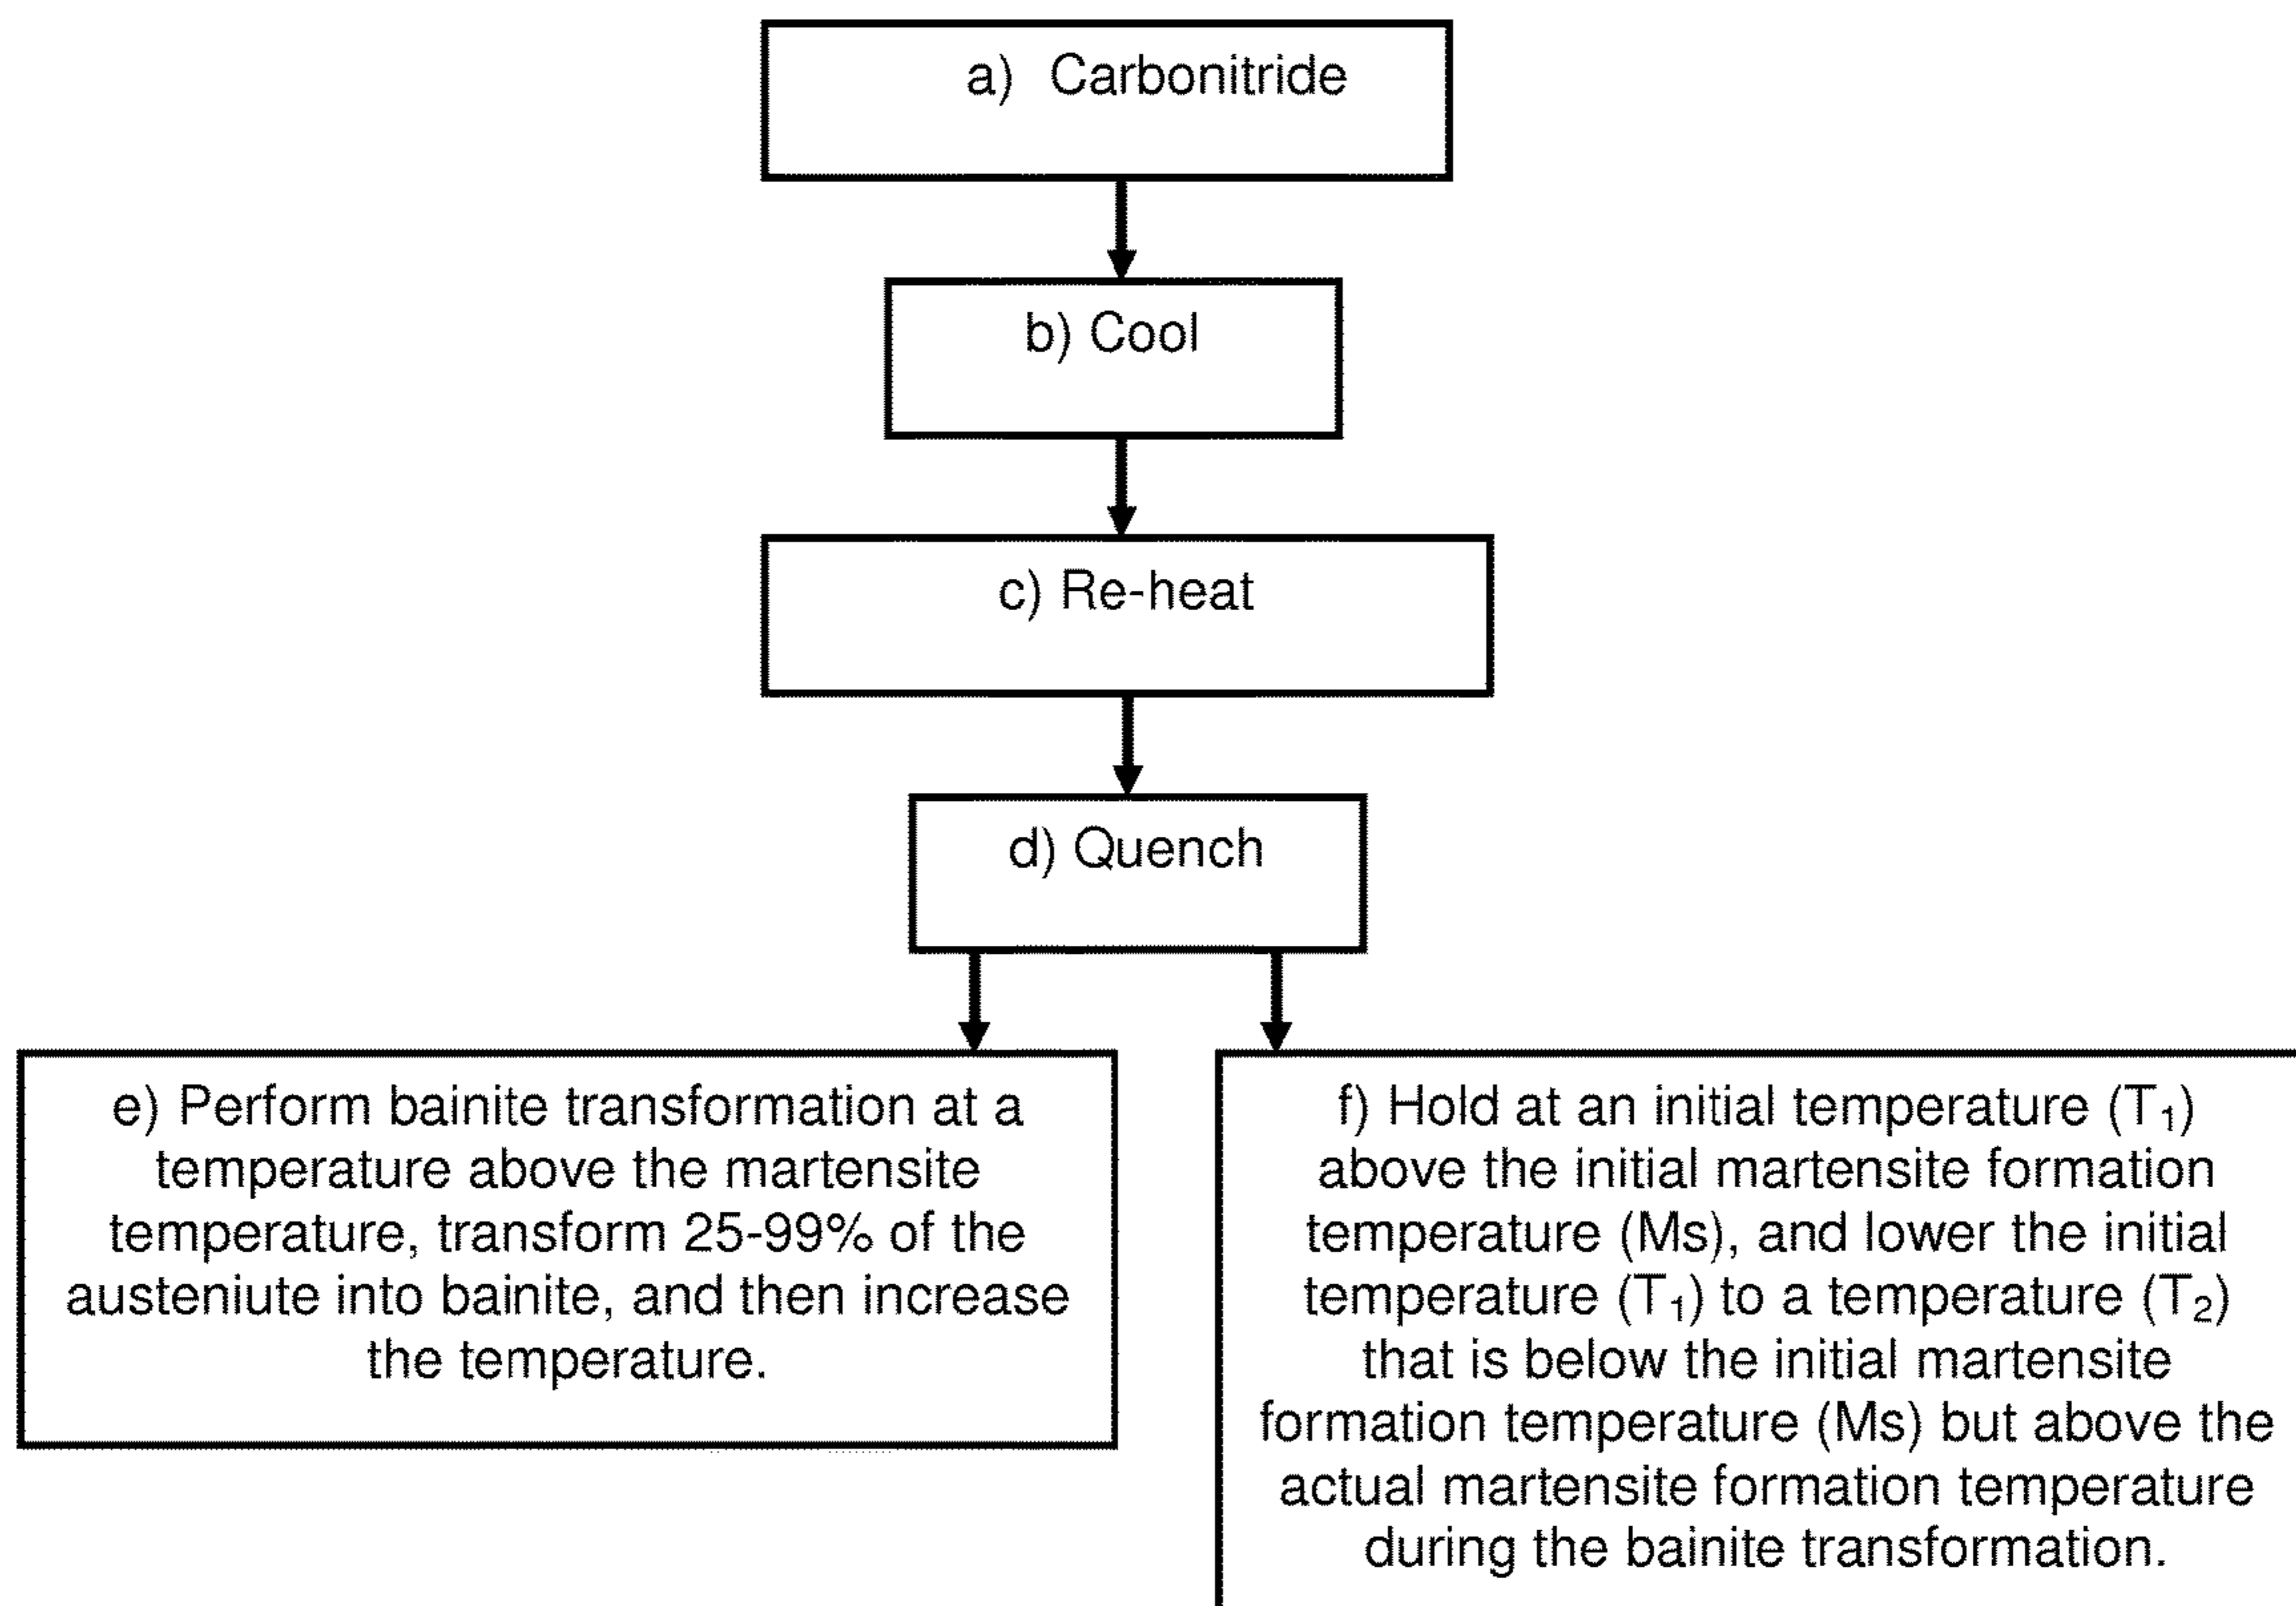 a) Carbonitride
b) Cool
c) Re-heat
d) Quench
e) Perform bainite transformation at a
temperature above the martensite
temperature, transform 25-99% of the
austeniute into bainite, and then increase
the temperature.
f) Hold at an initial temperature (T₁)
above the initial martensite formation
temperature (Ms), and lower the initial
temperature (T₁) to a temperature (T₂)
that is below the initial martensite
formation temperature (Ms) but above the
actual martensite formation temperature
during the bainite transformation.